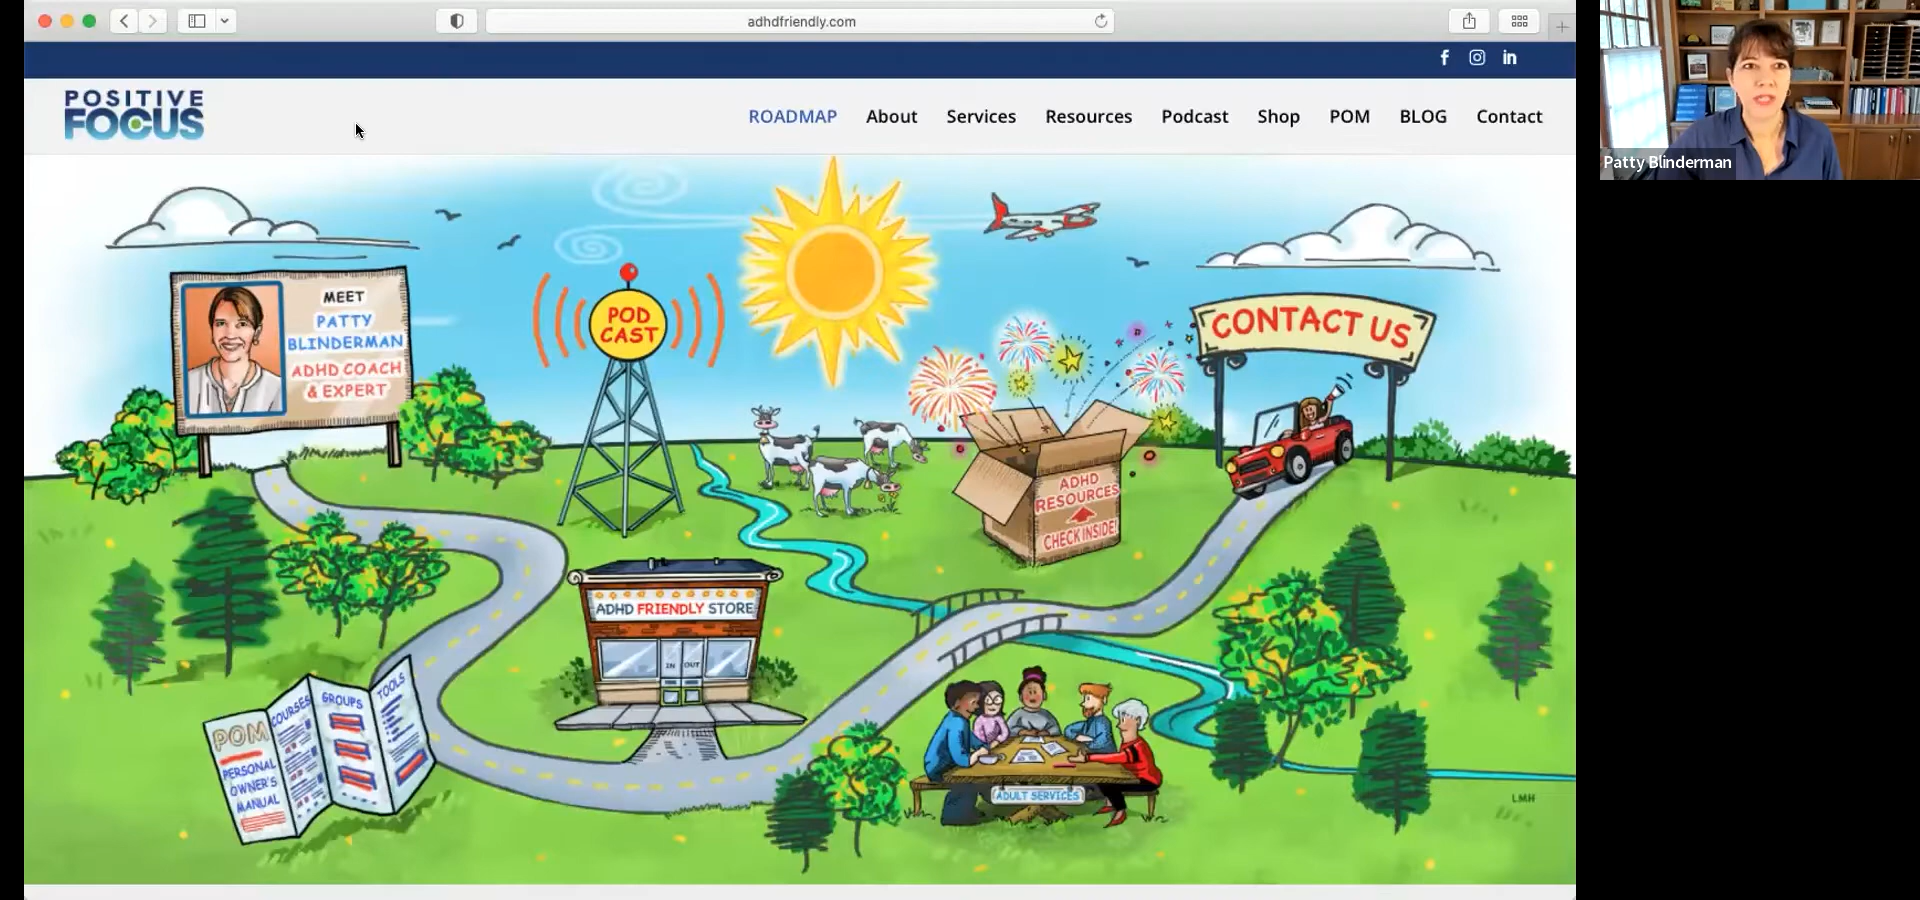 adhdfriendly.com
POSITIVE
FOCUS
ROADMAP About Services Resources Podcast Shop POM BLOG Contact
Patty Blinderman
MEET
PATTY
BLINDERMAN
ADHD COACH
& EXPERT
POD
CAST
CONTACT US
ADHD
RESOURCES
CHECK INSIDE!
ADHD FRIENDLY STORE
IN OUT
POM
PERSONAL
OWNER'S
MANUAL
COURSES
GROUPS
TOOLS
ADULT SERVICES
LMH